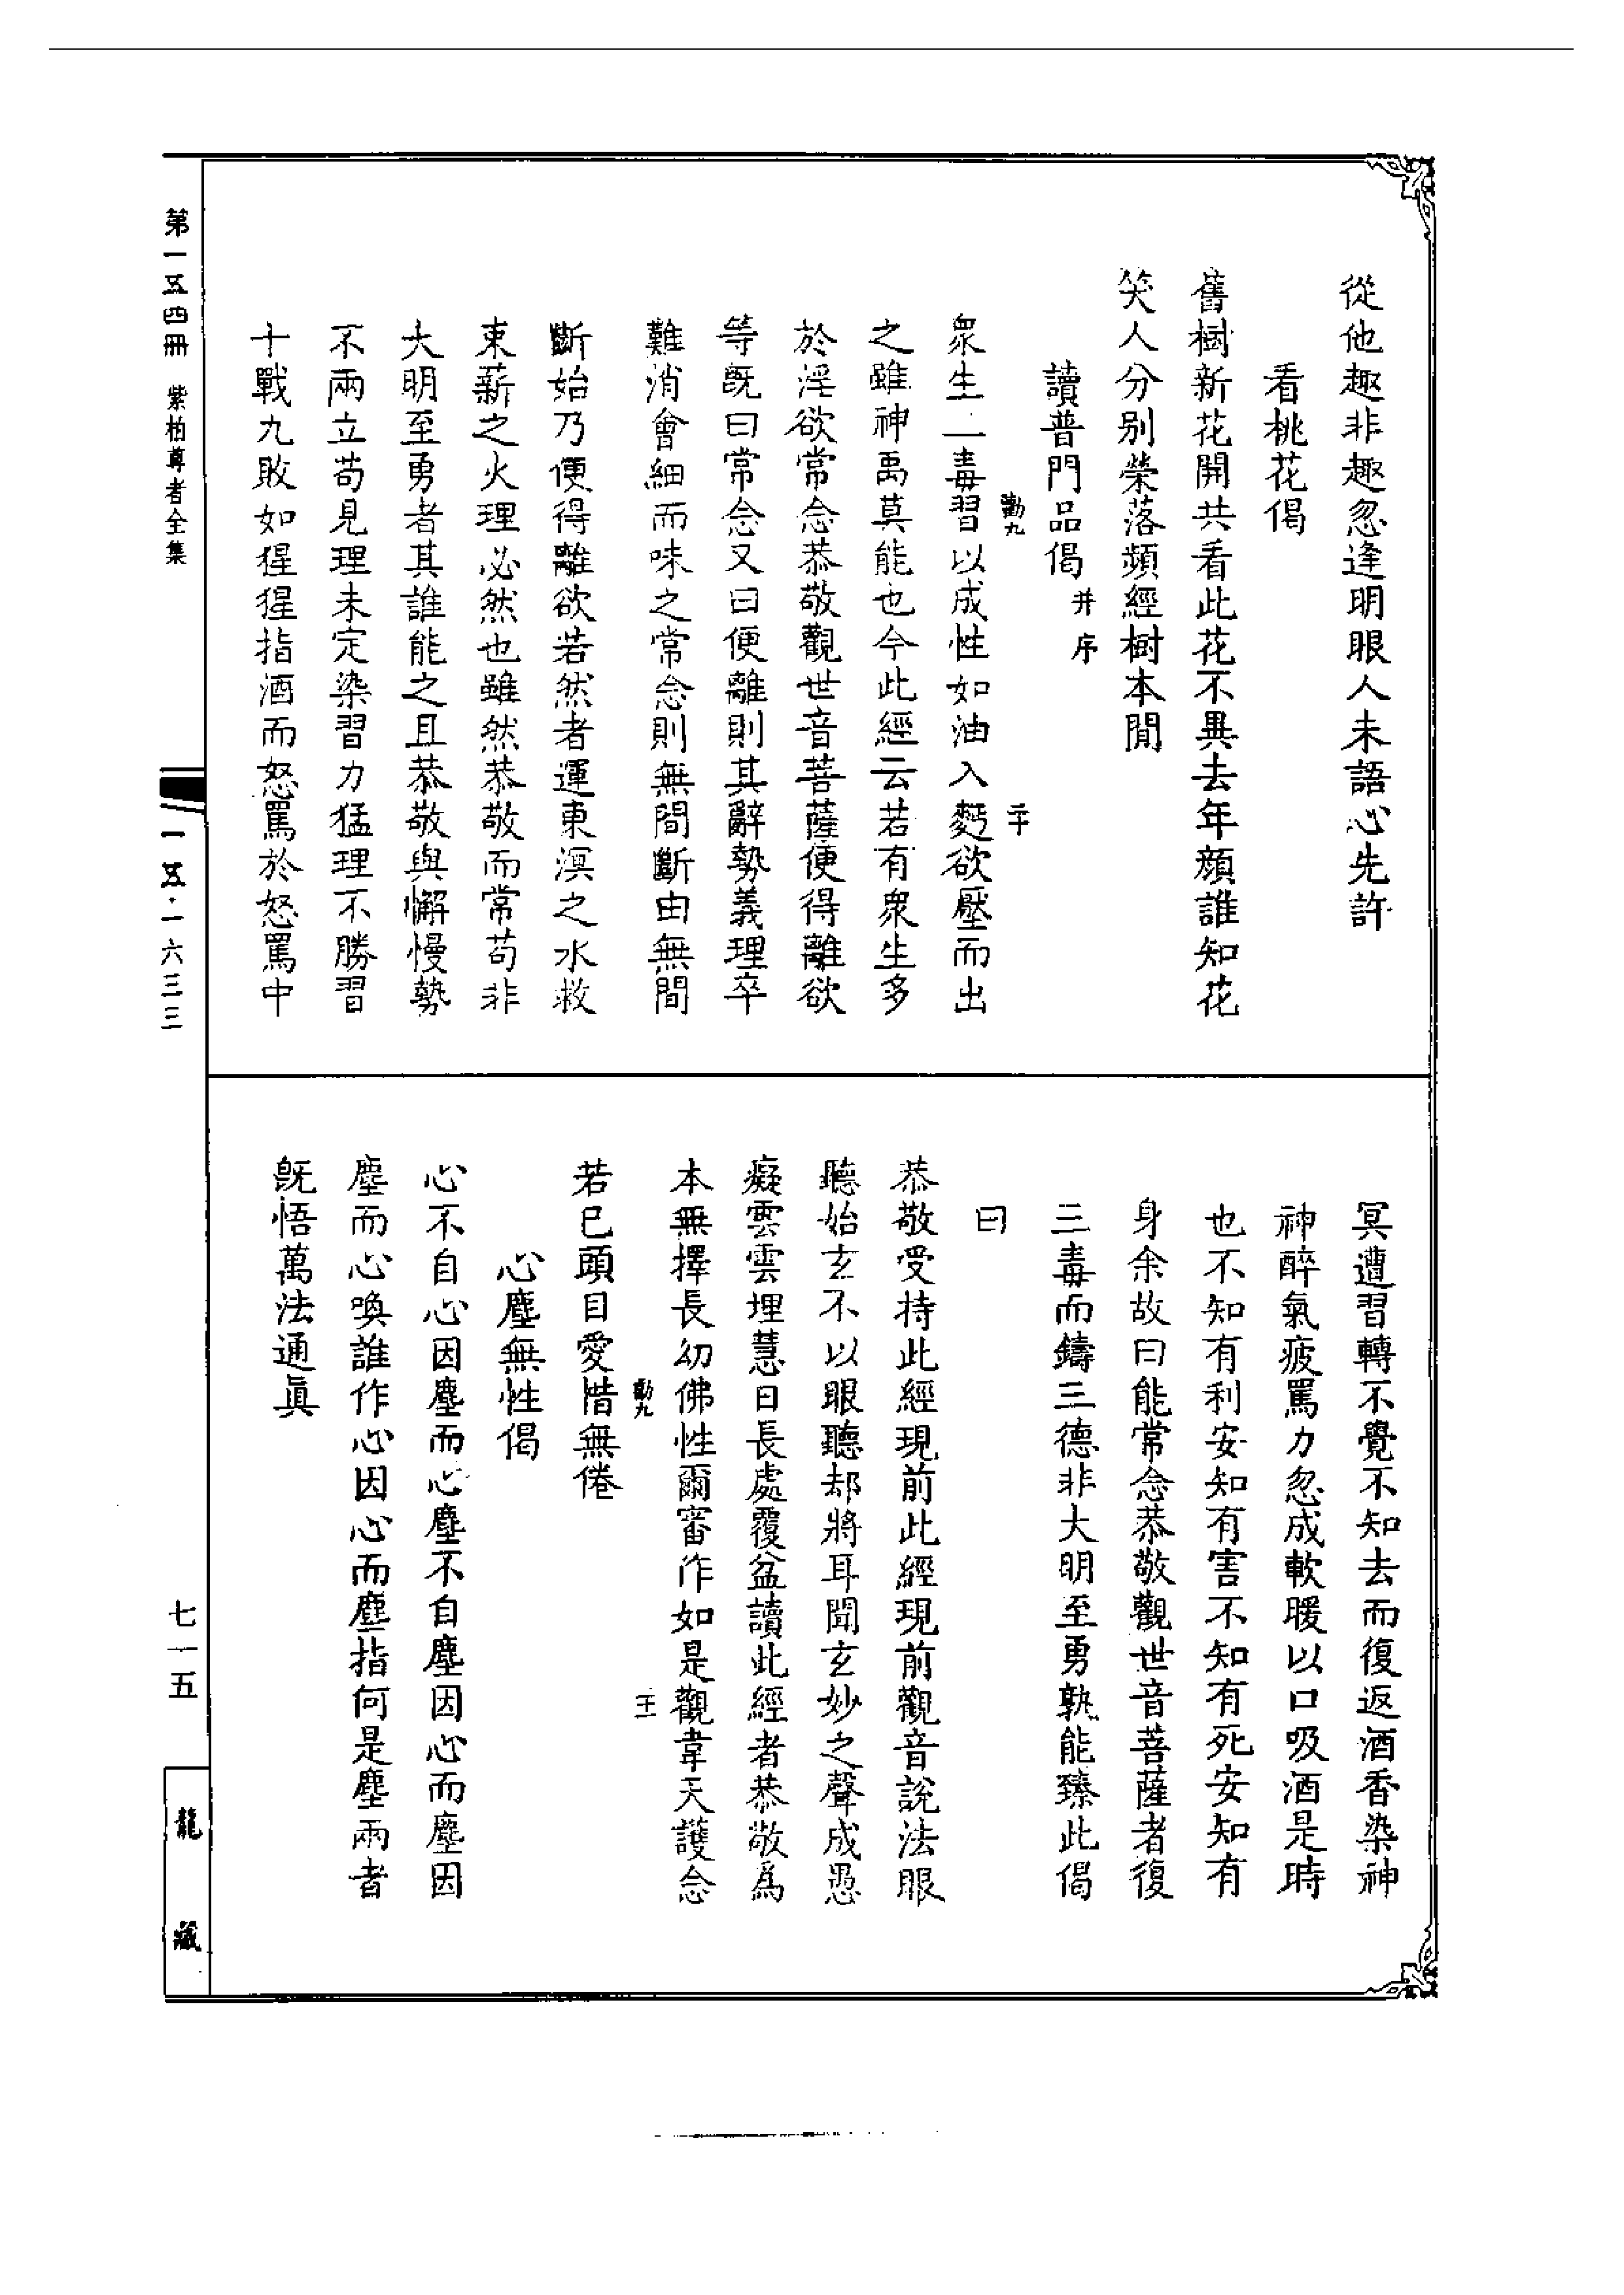 從他趣非趣忽逢明眼人未語心先許
看桃花偈
舊樹新花開共看此花不異去年顏誰知花
笑人分別榮落頻經樹本閒
讀普門品偈 并序
勸九
二十
眾生三毒習以成性如油入麪欲壓而出
之雖神禹莫能也今此經云若有眾生多
於淫欲常念恭敬觀世音菩薩便得離欲
等旣曰常念又曰便離則其辭勢義理卒
難消會細而味之常念則無間斷由無間
斷始乃便得離欲若然者運東溟之水救
束薪之火理必然也雖然恭敬而常苟非
大明至勇者其誰能之且恭敬與懈慢勢
不兩立苟見理未定染習力猛理不勝習
十戰九敗如猩猩指酒而怒罵於怒罵中
冥遭習轉不覺不知去而復返酒香染神
神醉氣疲罵力忽成軟暖以口吸酒是時
也不知有利安知有害不知有死安知有
身余故曰能常念恭敬觀世音菩薩者復
三毒而鑄三德非大明至勇孰能臻此偈
曰
恭敬受持此經現前此經現前觀音說法眼
聽始玄不以眼聽却將耳聞玄妙之聲成愚
癡雲雲埋慧日長處覆盆讀此經者恭敬爲
本無擇長幼佛性爾審作如是觀韋天護念
勸九
王
若已頭目愛惜無倦
心塵無性偈
心不自心因塵而心塵不自塵因心而塵因
塵而心喚誰作心因心而塵指何是塵兩者
旣悟萬法通眞
第一五四冊 紫柏尊者全集
一五·一六三三
七一五
龍藏